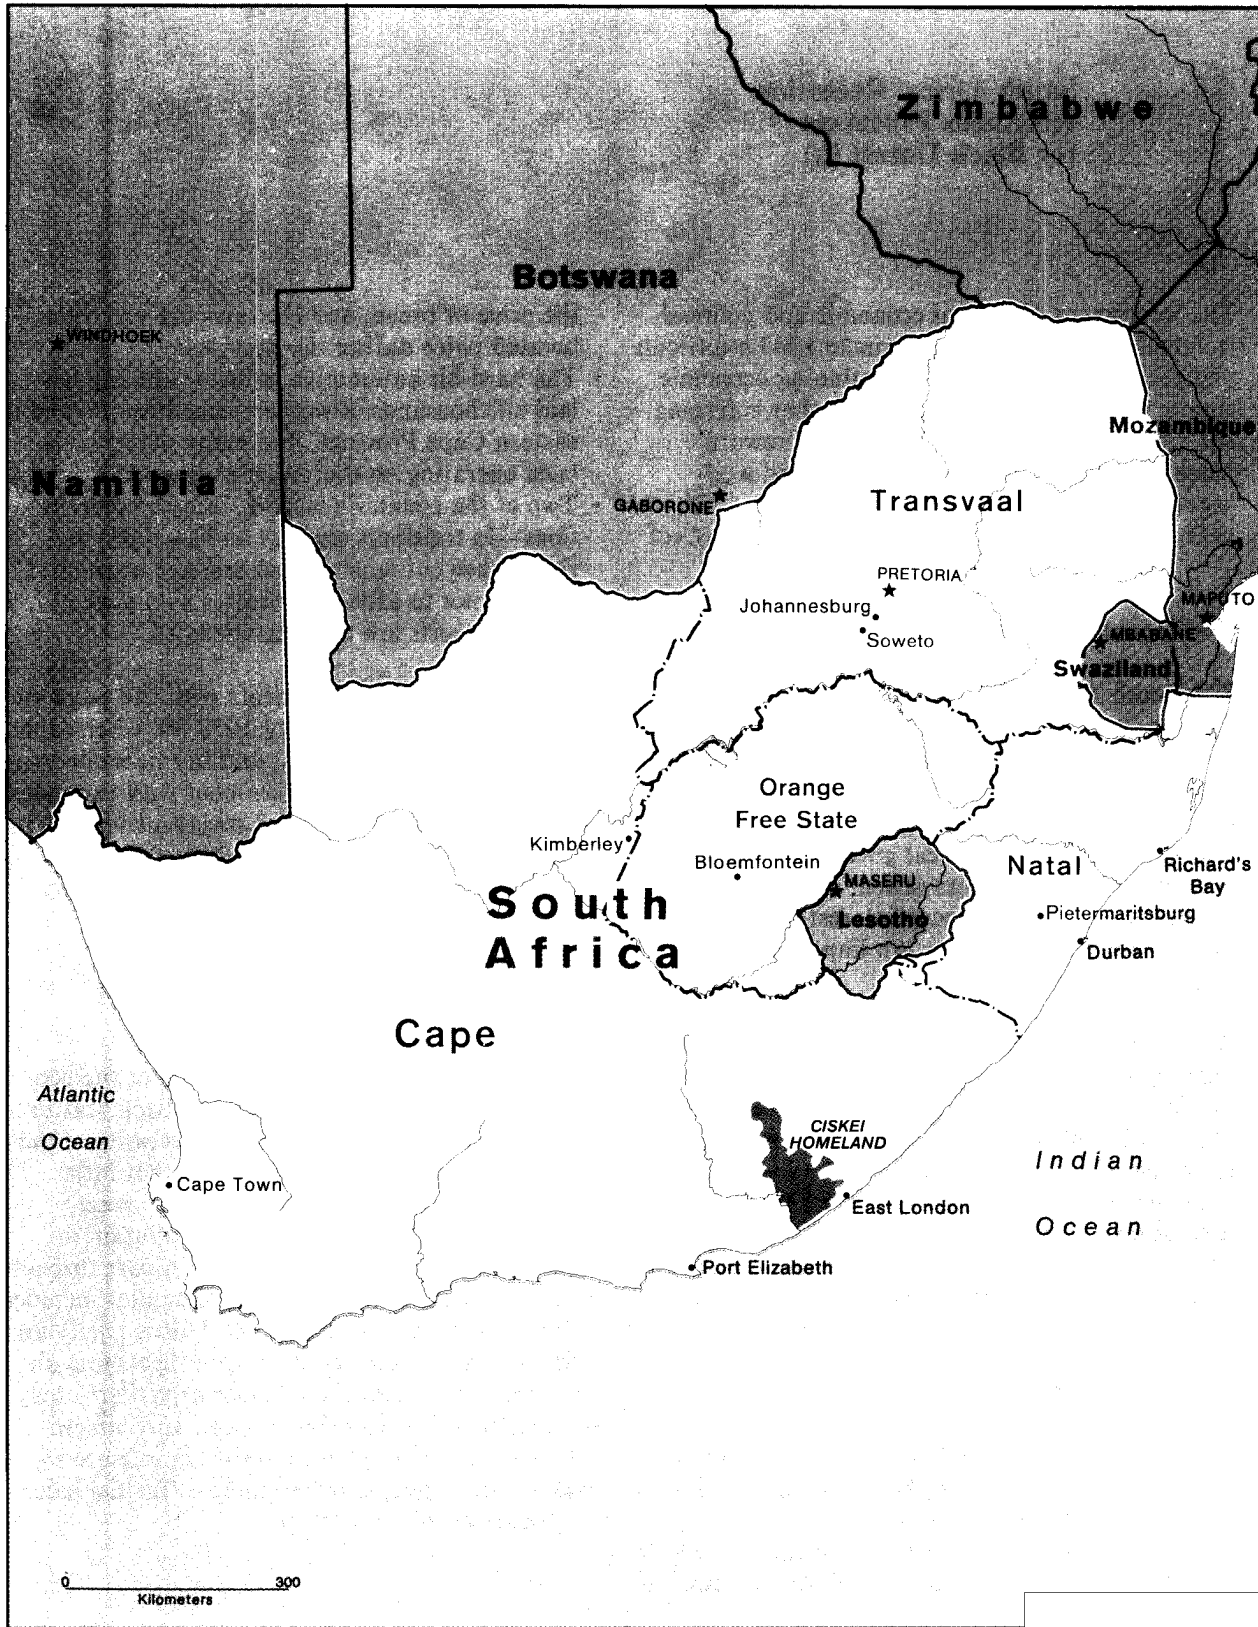 Zimbabwe
Botswana
WINDHOEK
Namibia
Mozambique
GABORONE
Transvaal
PRETORIA
Johannesburg
Soweto
MAPUTO
MBABANE
Swaziland
Orange
Free State
Kimberley
Bloemfontein
MASERU
Lesotho
Natal
Richard's
Bay
Pietermaritsburg
Durban
South
Africa
Cape
Atlantic
Ocean
CISKEI
HOMELAND
Indian
Ocean
Cape Town
East London
Port Elizabeth
0 300
Kilometers